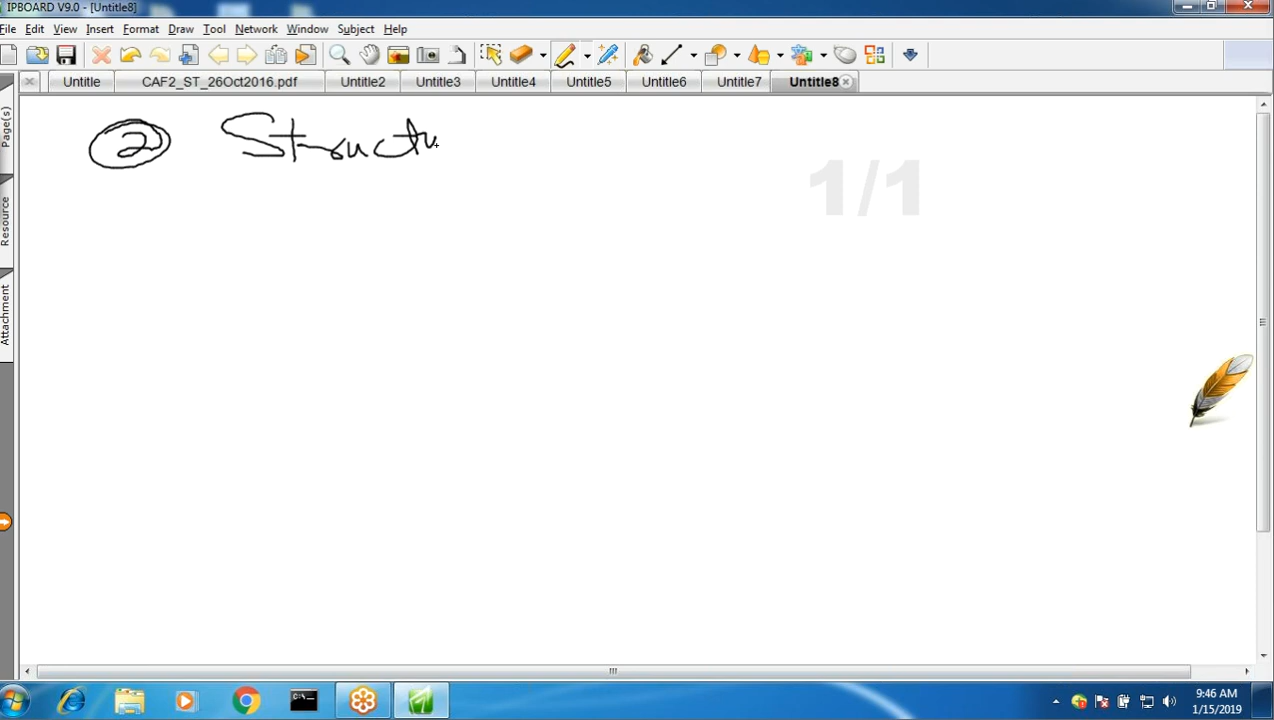 IPBOARD V9.0 - [Untitle8]
File Edit View Insert Format Draw Tool Network Window Subject Help
Untitle CAF2_ST_26Oct2016.pdf Untitle2 Untitle3 Untitle4 Untitle5 Untitle6 Untitle7 Untitle8
Page(s)
Resource
Attachment
2 Structu
1/1
9:46 AM
1/15/2019